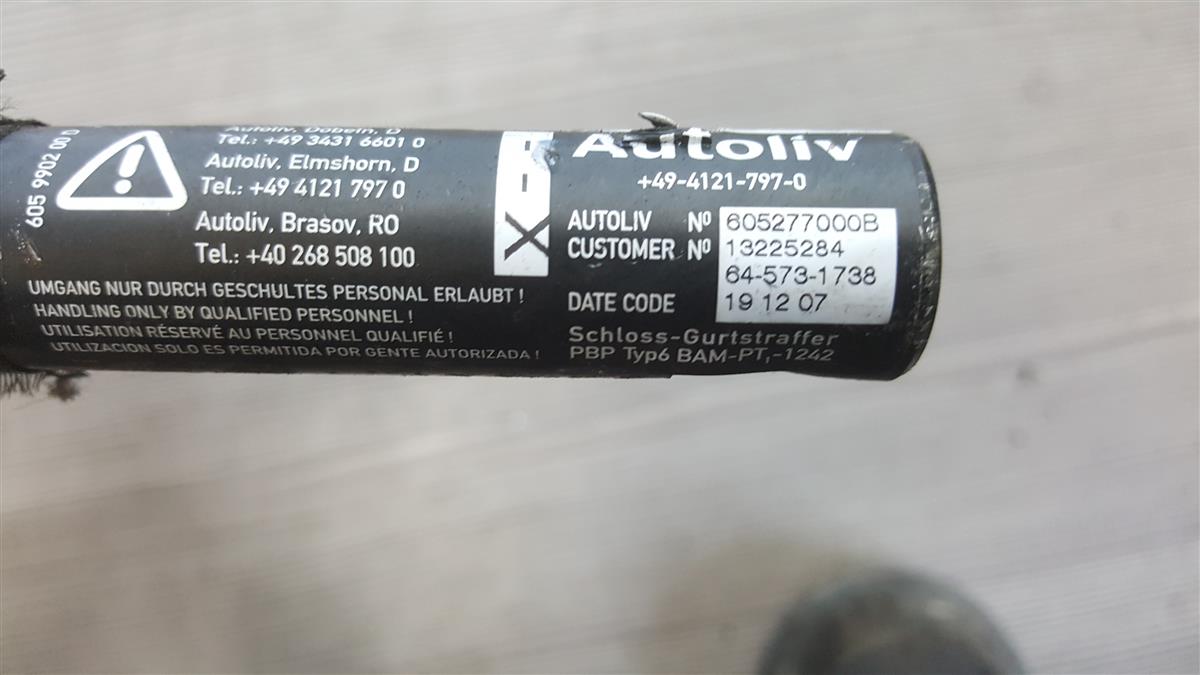 605 9902 00 D
Autoliv, Döbeln, D
Tel.: +49 3431 6601 0
Autoliv, Elmshorn, D
Tel.: +49 4121 797 0
Autoliv, Brasov, RO
Tel.: +40 268 508 100
UMGANG NUR DURCH GESCHULTES PERSONAL ERLAUBT !
HANDLING ONLY BY QUALIFIED PERSONNEL !
UTILISATION RÉSERVÉ AU PERSONNEL QUALIFIÉ !
UTILIZACION SOLO ES PERMITIDA POR GENTE AUTORIZADA !
Autoliv
+49-4121-797-0
AUTOLIV Nº 605277000B
CUSTOMER Nº 13225284
64-573-1738
DATE CODE 19 12 07
Schloss-Gurtstraffer
PBP Typ6 BAM-PT,-1242